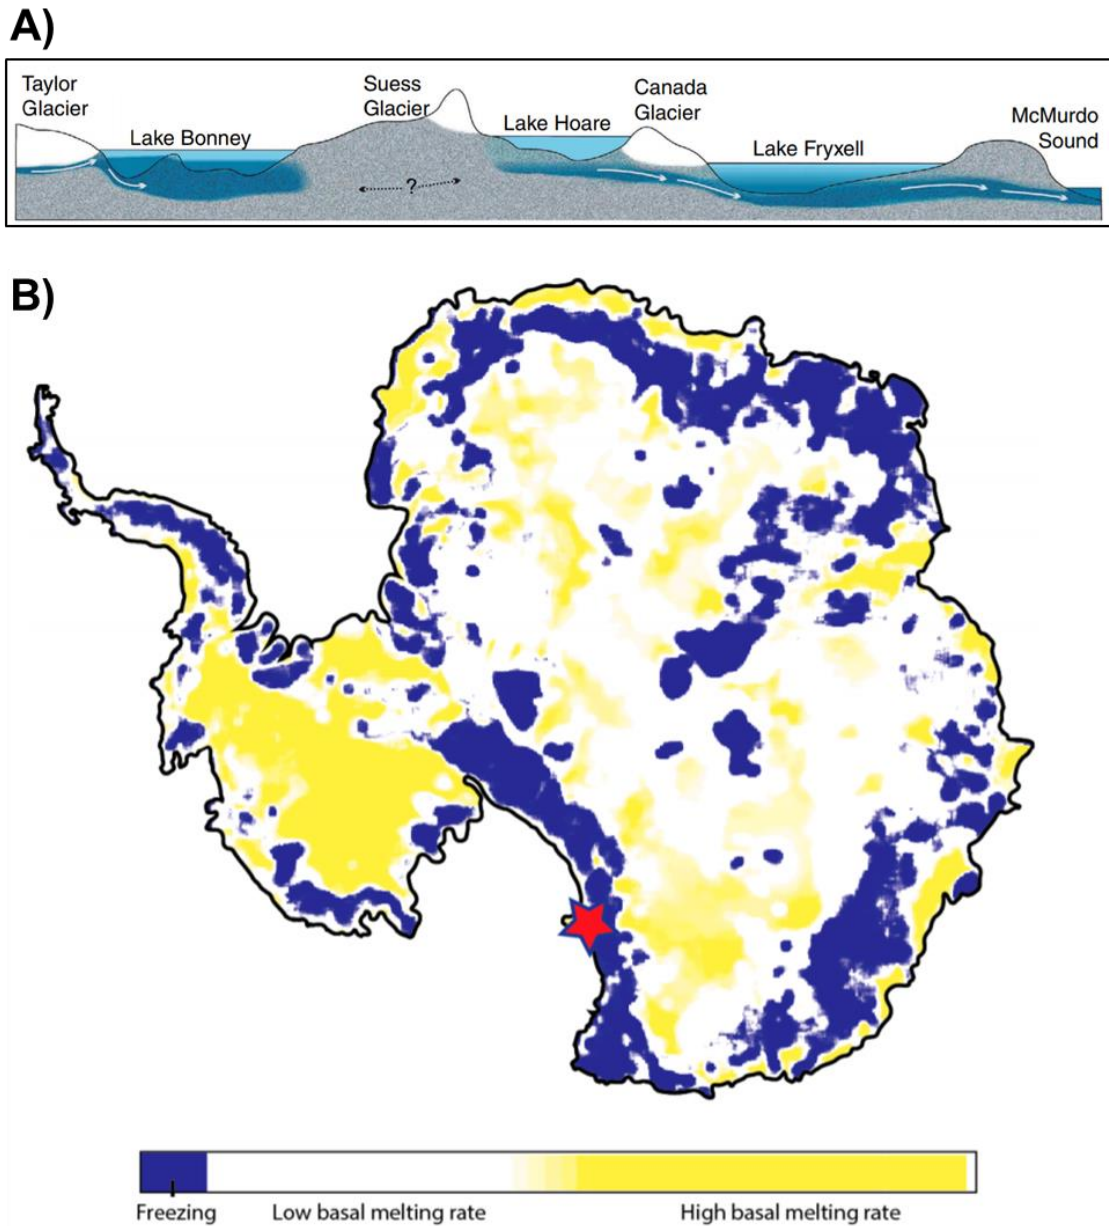 A)
Taylor
Glacier
Lake Bonney
Suess
Glacier
?
Lake Hoare
Canada
Glacier
Lake Fryxell
McMurdo
Sound
B)
Freezing
Low basal melting rate
High basal melting rate